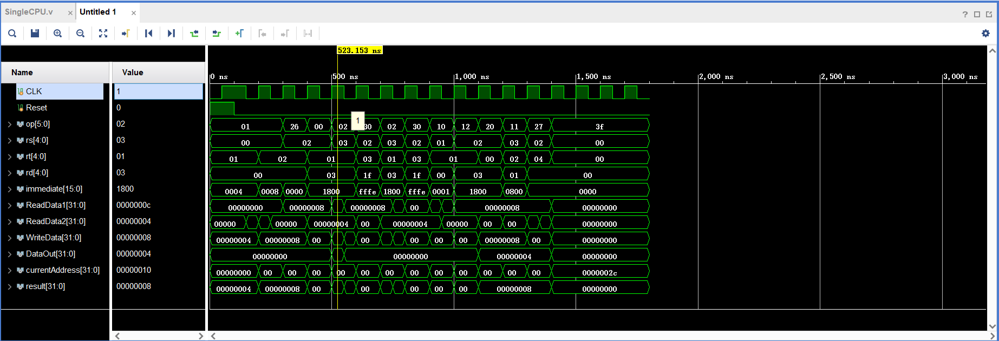 SingleCPU.v × Untitled 1 × ?
523.153 ns
Name Value
0 ns 500 ns 1,000 ns 1,500 ns 2,000 ns 2,500 ns 3,000 ns
CLK 1
Reset 0
1
op[5:0] 02 01 26 00 02 30 02 30 10 12 20 11 27 3f
rs[4:0] 03 00 02 03 02 03 02 01 02 03 02 00
rt[4:0] 01 01 02 01 03 01 03 01 00 02 04 00
rd[4:0] 03 00 03 1f 03 1f 00 03 01 00
immediate[15:0] 1800 0004 0008 0000 1800 fffe 1800 fffe 0001 1800 0800 0000
ReadData1[31:0] 0000000c 00000000 00000008 00000008 00 00000008 00000000
ReadData2[31:0] 00000004 00000 00000 00000004 00 00000004 00000 00 00 00000000
WriteData[31:0] 00000008 00000004 00000008 00 00 00 00 00 00000008 00 00000000
DataOut[31:0] 00000004 00000000 00000000 00000004 00000000
currentAddress[31:0] 00000010 00000000 00 00 00 00 00 00 00 00 00 00 00 0000002c
result[31:0] 00000008 00000004 00000008 00 00 00 00 00 00000008 00000000